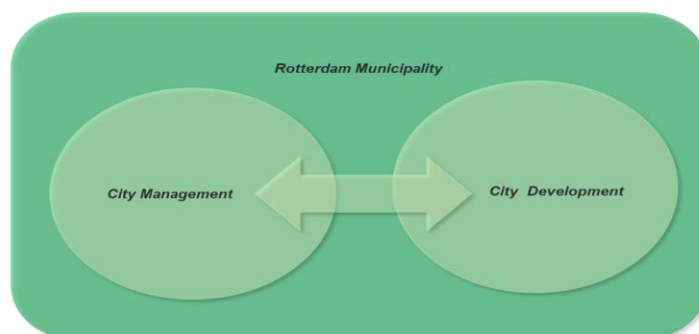 Rotterdam Municipality
City Management
City Development